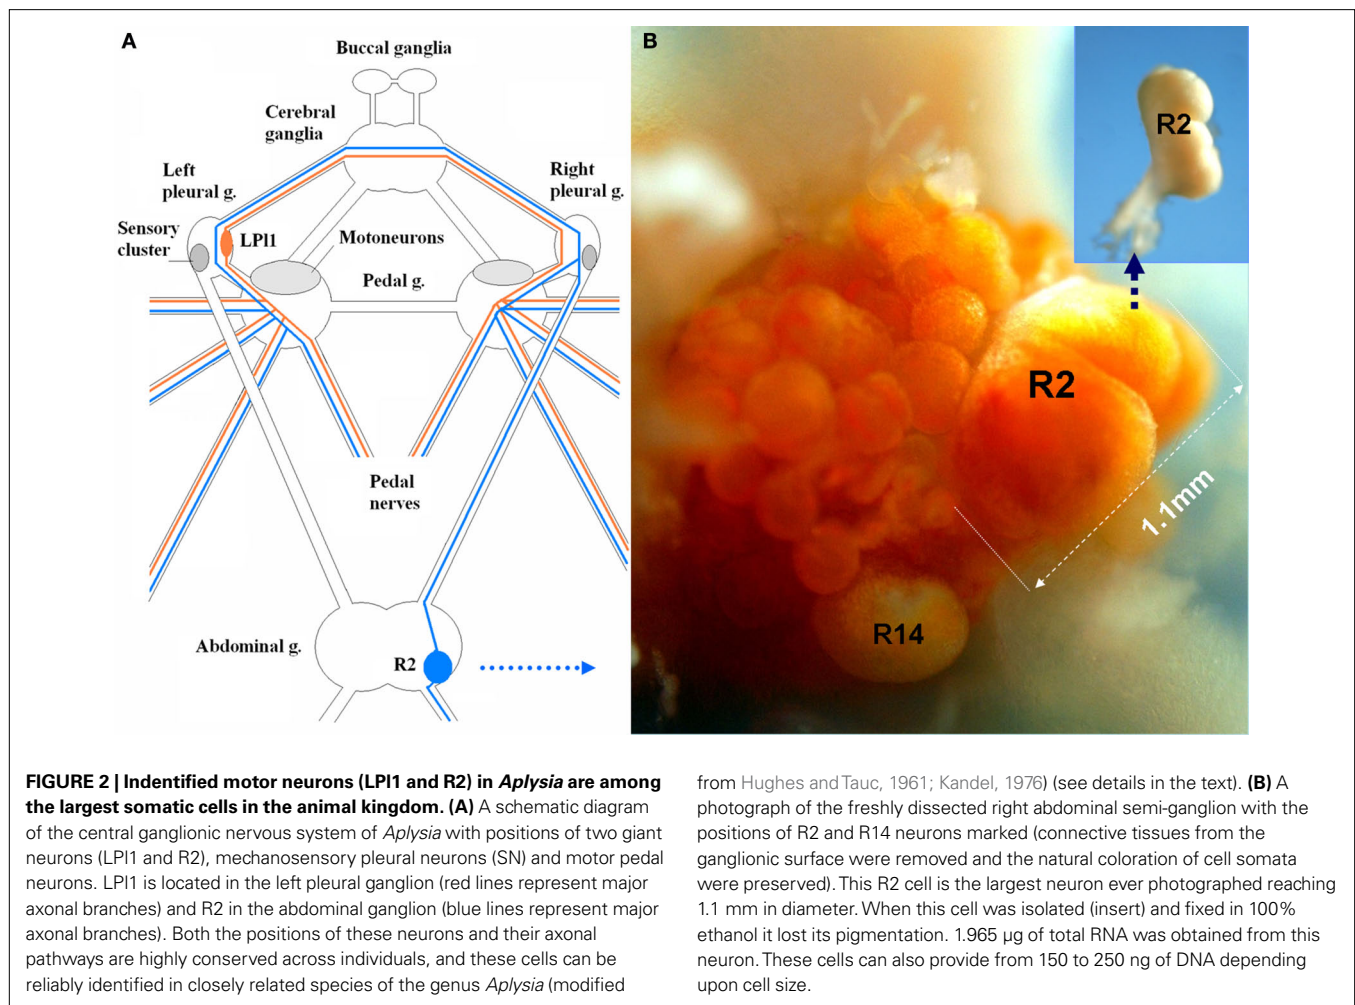 A
Buccal ganglia
Cerebral
ganglia
Left
pleural g.
Right
pleural g.
Sensory
cluster
LPl1
Motoneurons
Pedal g.
Pedal
nerves
Abdominal g.
R2
B
R2
R2
1.1mm
R14
FIGURE 2 | Indentified motor neurons (LPl1 and R2) in Aplysia are among
the largest somatic cells in the animal kingdom. (A) A schematic diagram
of the central ganglionic nervous system of Aplysia with positions of two giant
neurons (LPl1 and R2), mechanosensory pleural neurons (SN) and motor pedal
neurons. LPl1 is located in the left pleural ganglion (red lines represent major
axonal branches) and R2 in the abdominal ganglion (blue lines represent major
axonal branches). Both the positions of these neurons and their axonal
pathways are highly conserved across individuals, and these cells can be
reliably identified in closely related species of the genus Aplysia (modified
from Hughes and Tauc, 1961; Kandel, 1976) (see details in the text). (B) A
photograph of the freshly dissected right abdominal semi-ganglion with the
positions of R2 and R14 neurons marked (connective tissues from the
ganglionic surface were removed and the natural coloration of cell somata
were preserved). This R2 cell is the largest neuron ever photographed reaching
1.1 mm in diameter. When this cell was isolated (insert) and fixed in 100%
ethanol it lost its pigmentation. 1.965 μg of total RNA was obtained from this
neuron. These cells can also provide from 150 to 250 ng of DNA depending
upon cell size.